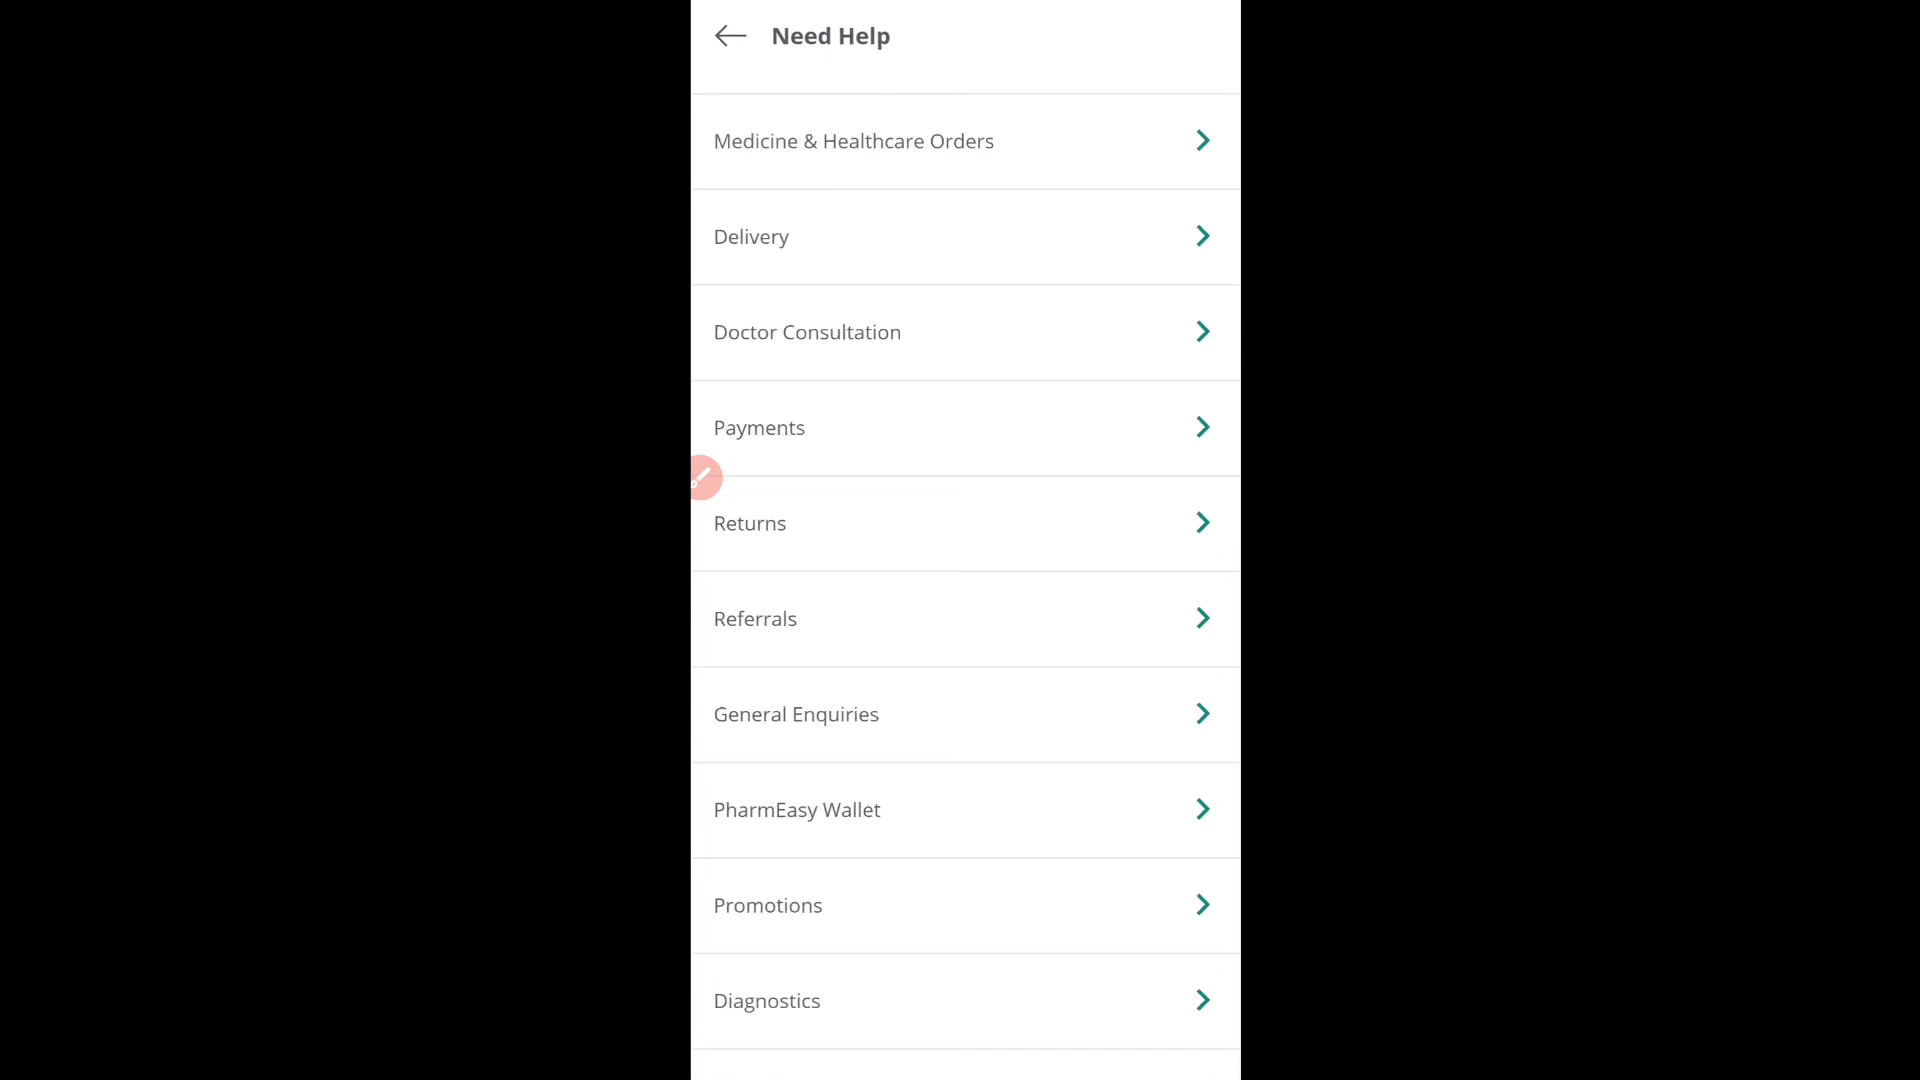 Need Help
Medicine & Healthcare Orders
Delivery
Doctor Consultation
Payments
Returns
Referrals
General Enquiries
PharmEasy Wallet
Promotions
Diagnostics